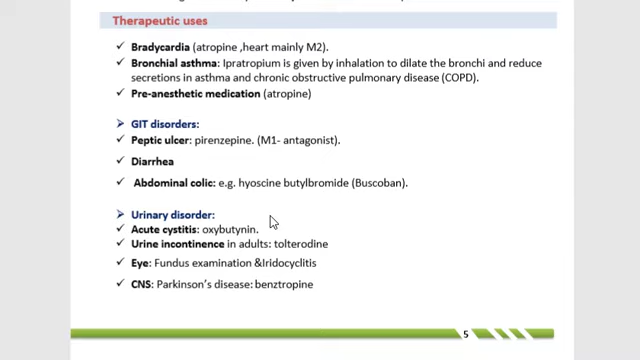 Therapeutic uses
✓ Bradycardia (atropine ,heart mainly M2).
✓ Bronchial asthma: Ipratropium is given by inhalation to dilate the bronchi and reduce
secretions in asthma and chronic obstructive pulmonary disease (COPD).
✓ Pre-anesthetic medication (atropine)
➢ GIT disorders:
✓ Peptic ulcer: pirenzepine. (M1- antagonist).
✓ Diarrhea
✓ Abdominal colic: e.g. hyoscine butylbromide (Buscoban).
➢ Urinary disorder:
✓ Acute cystitis: oxybutynin.
✓ Urine incontinence in adults: tolterodine
✓ Eye: Fundus examination &Iridocyclitis
✓ CNS: Parkinson's disease: benztropine
5